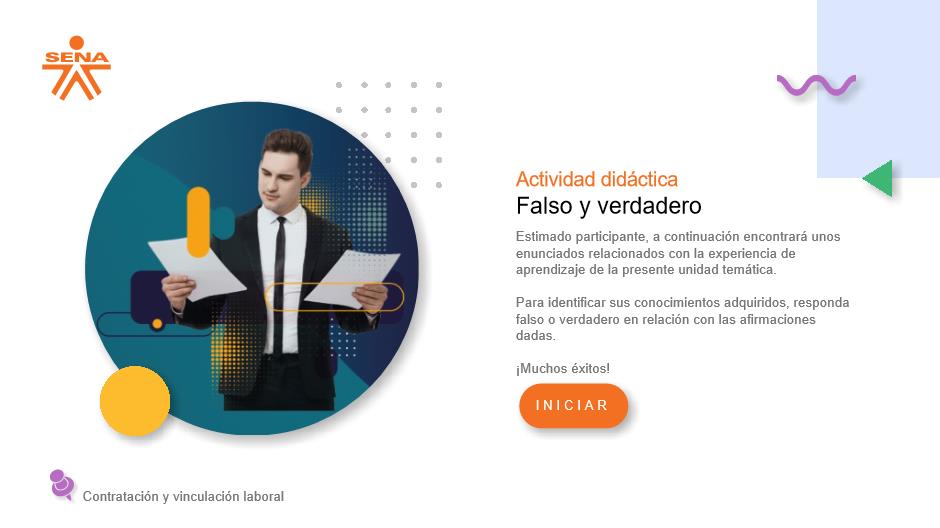 SENA
Actividad didáctica
Falso y verdadero
Estimado participante, a continuación encontrará unos
enunciados relacionados con la experiencia de
aprendizaje de la presente unidad temática.
Para identificar sus conocimientos adquiridos, responda
falso o verdadero en relación con las afirmaciones
dadas.
¡Muchos éxitos!
INICIAR
Contratación y vinculación laboral